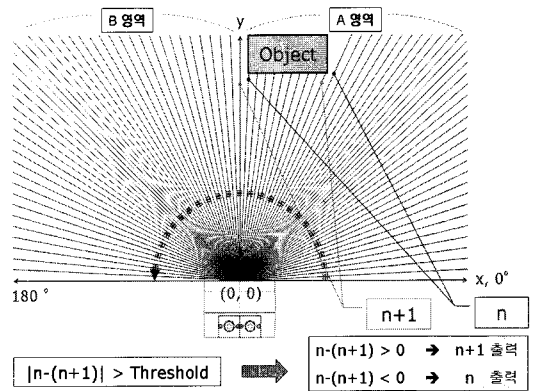 B 영역
y
A 영역
Object
180 °
(0, 0)
x, 0°
n+1
n
|n-(n+1)| > Threshold
n-(n+1) > 0 ➔ n+1 출력
n-(n+1) < 0 ➔ n 출력